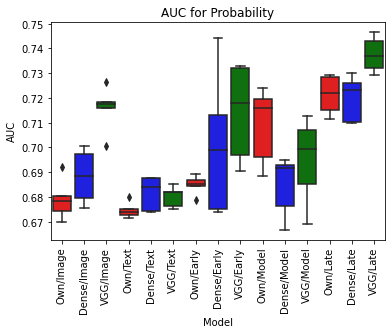 AUC for Probability
0.75
0.74
0.73
0.72
0.71
0.70
0.69
0.68
0.67
AUC
Own/Image
Dense/Image
VGG/Image
Own/Text
Dense/Text
VGG/Text
Own/Early
Dense/Early
VGG/Early
Own/Model
Dense/Model
VGG/Model
Own/Late
Dense/Late
VGG/Late
Model